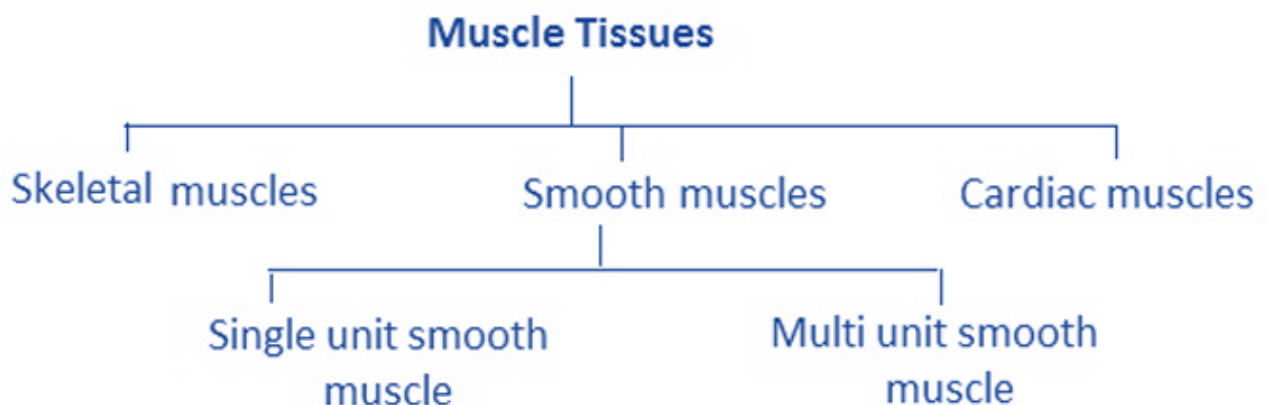 Muscle Tissues
Skeletal muscles
Smooth muscles
Cardiac muscles
Single unit smooth
muscle
Multi unit smooth
muscle